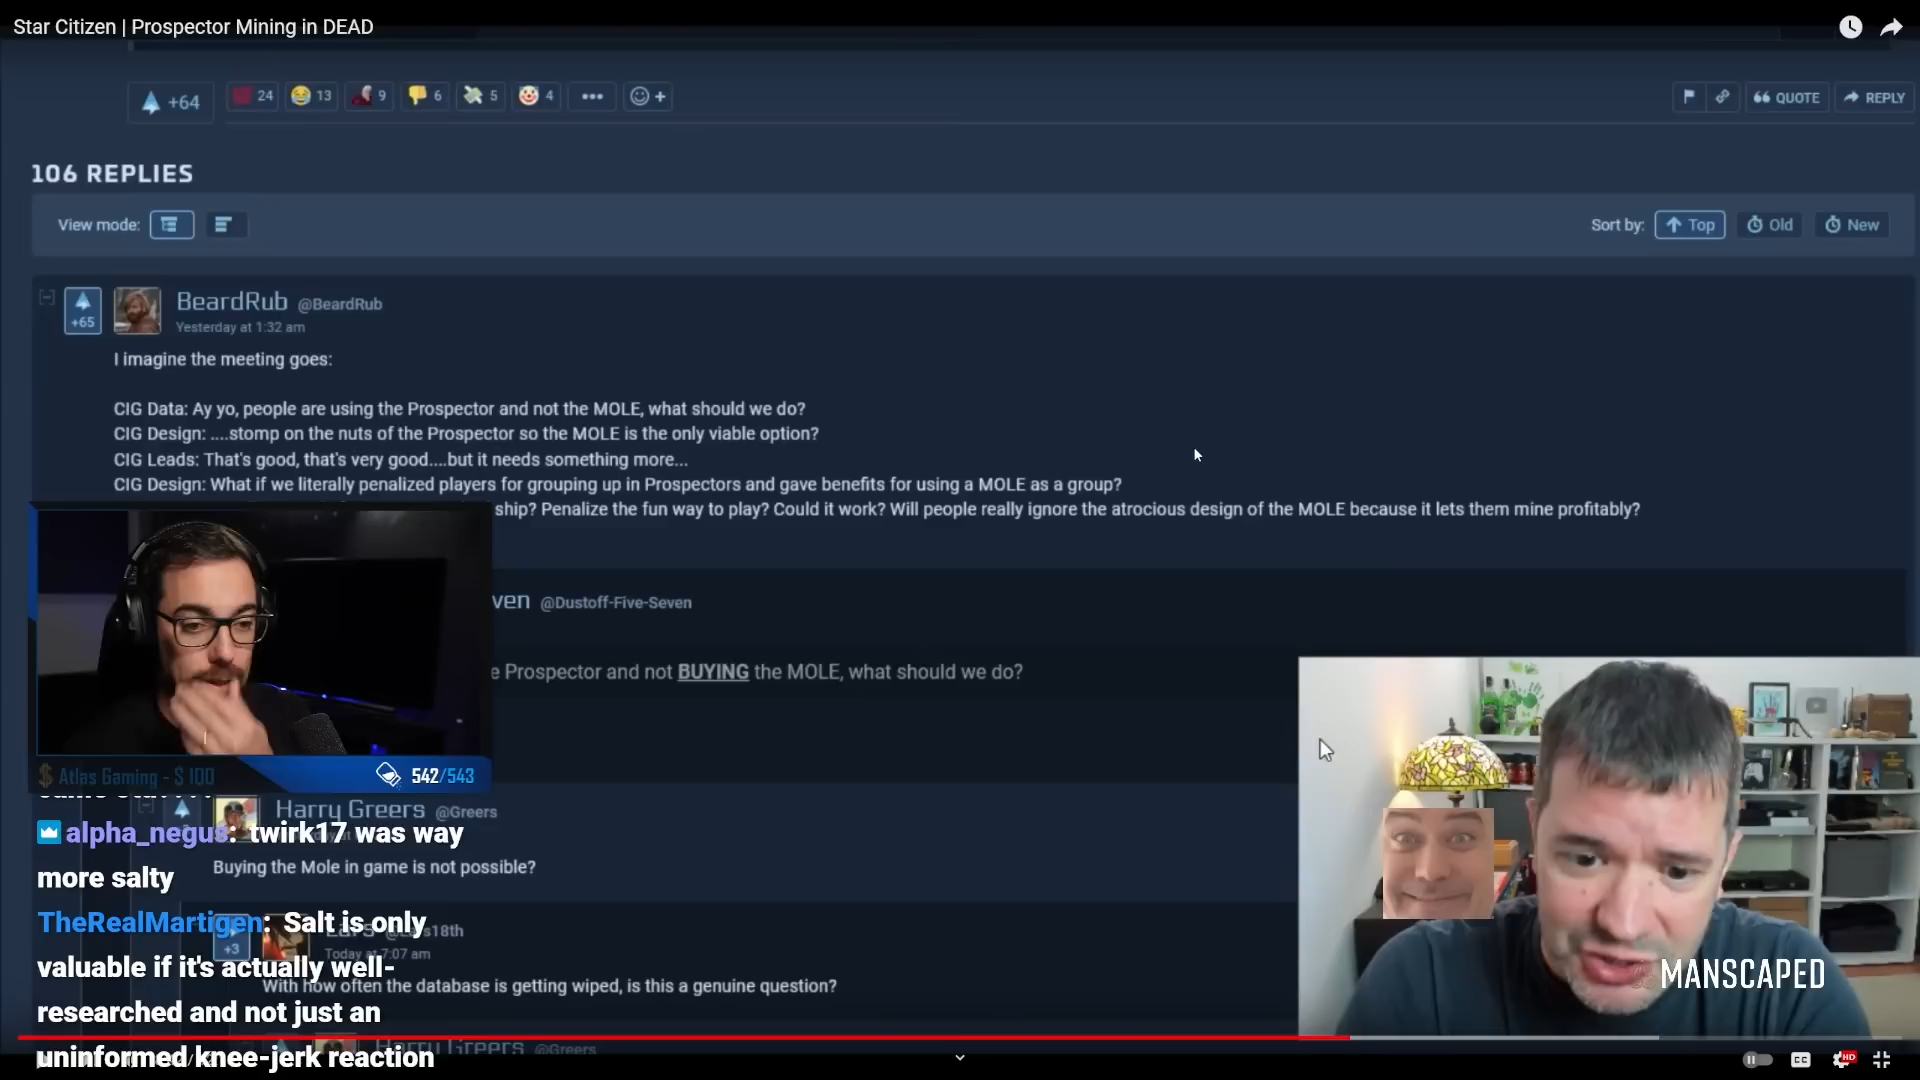 Star Citizen | Prospector Mining in DEAD
+64
24
13
9
6
5
4
QUOTE
REPLY
106 REPLIES
View mode:
Sort by:
Top
Old
New
BeardRub @BeardRub
+65
Yesterday at 1:32 am
I imagine the meeting goes:
CIG Data: Ay yo, people are using the Prospector and not the MOLE, what should we do?
CIG Design: ....stomp on the nuts of the Prospector so the MOLE is the only viable option?
CIG Leads: That's good, that's very good....but it needs something more...
CIG Design: What if we literally penalized players for grouping up in Prospectors and gave benefits for using a MOLE as a group?
ship? Penalize the fun way to play? Could it work? Will people really ignore the atrocious design of the MOLE because it lets them mine profitably?
ven @Dustoff-Five-Seven
e Prospector and not BUYING the MOLE, what should we do?
$ Atlas Gaming - $ 100
542/543
Harry Greers @Greers
alpha_negus: twirk17 was way
more salty
Buying the Mole in game is not possible?
TheRealMartigen: Salt is only
valuable if it's actually well-
researched and not just an
uninformed knee-jerk reaction
+3
Today at 7:07 am
With how often the database is getting wiped, is this a genuine question?
Harry Greers @Greers
MANSCAPED
CC
HD